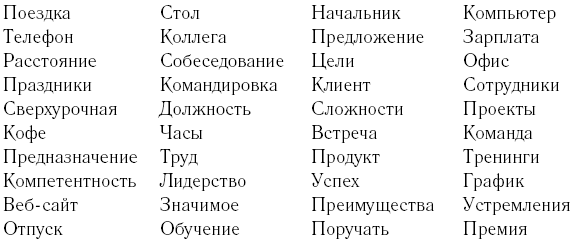 Поездка Стол Начальник Компьютер
Телефон Коллега Предложение Зарплата
Расстояние Собеседование Цели Офис
Праздники Командировка Клиент Сотрудники
Сверхурочная Должность Сложности Проекты
Кофе Часы Встреча Команда
Предназначение Труд Продукт Тренинги
Компетентность Лидерство Успех График
Веб-сайт Значимое Преимущества Устремления
Отпуск Обучение Поручать Премия